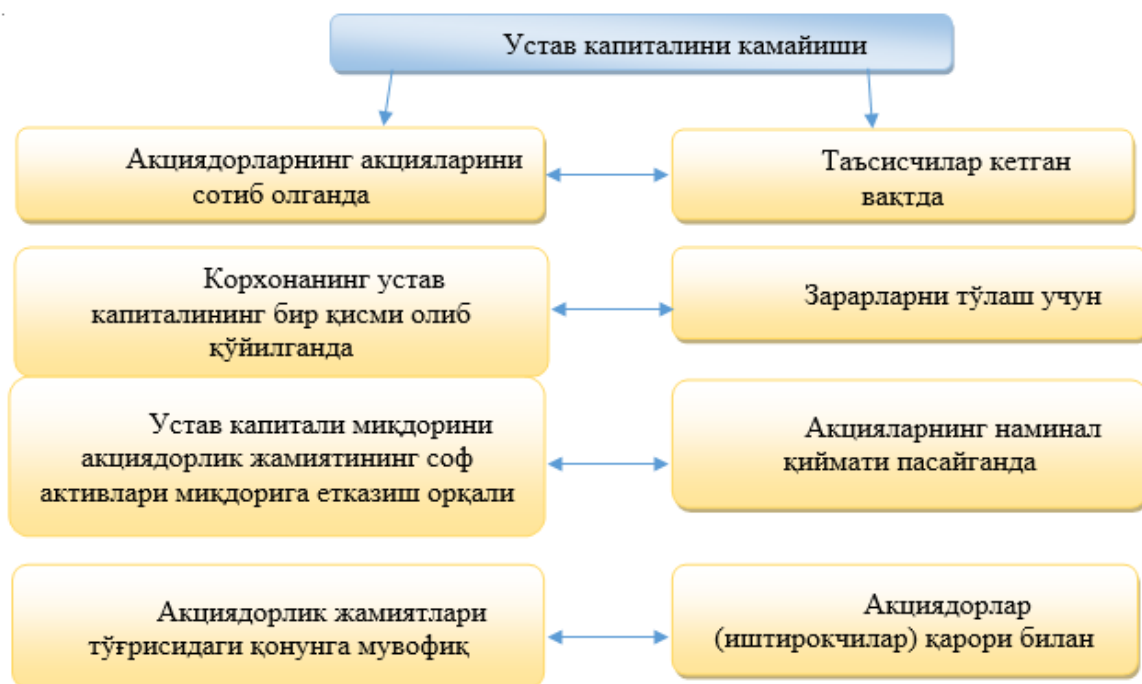 Устав капиталини камайиши
Акциядорларнинг акцияларини
сотиб олганда
Таъсисчилар кетган
вақтда
Корхонанинг устав
капиталининг бир қисми олиб
қўйилганда
Зарарларни тўлаш учун
Устав капитали миқдорини
акциядорлик жамиятининг соф
активлари миқдорига етказиш орқали
Акцияларнинг наминал
қиймати пасайганда
Акциядорлик жамиятлари
тўғрисидаги қонунга мувофиқ
Акциядорлар
(иштирокчилар) қарори билан